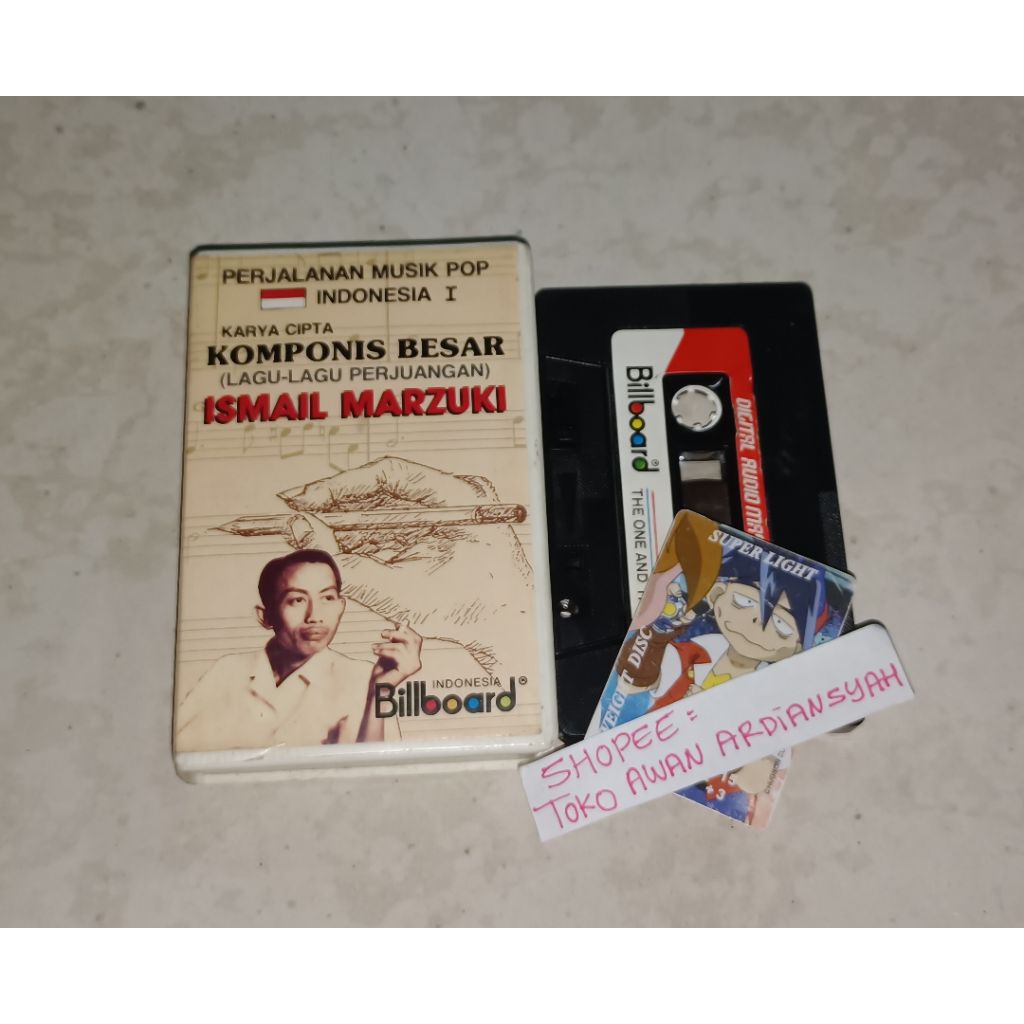 PERJALANAN MUSIK POP
INDONESIA I
KARYA CIPTA
KOMPONIS BESAR
(LAGU-LAGU PERJUANGAN)
ISMAIL MARZUKI
INDONESIA
Billboard®
Billboard®
THE ONE AND
DIGITAL AUDIO
SUPER LIGHT
DISC
SHOPEE:
TOKO AWAN ARDIANSYAH